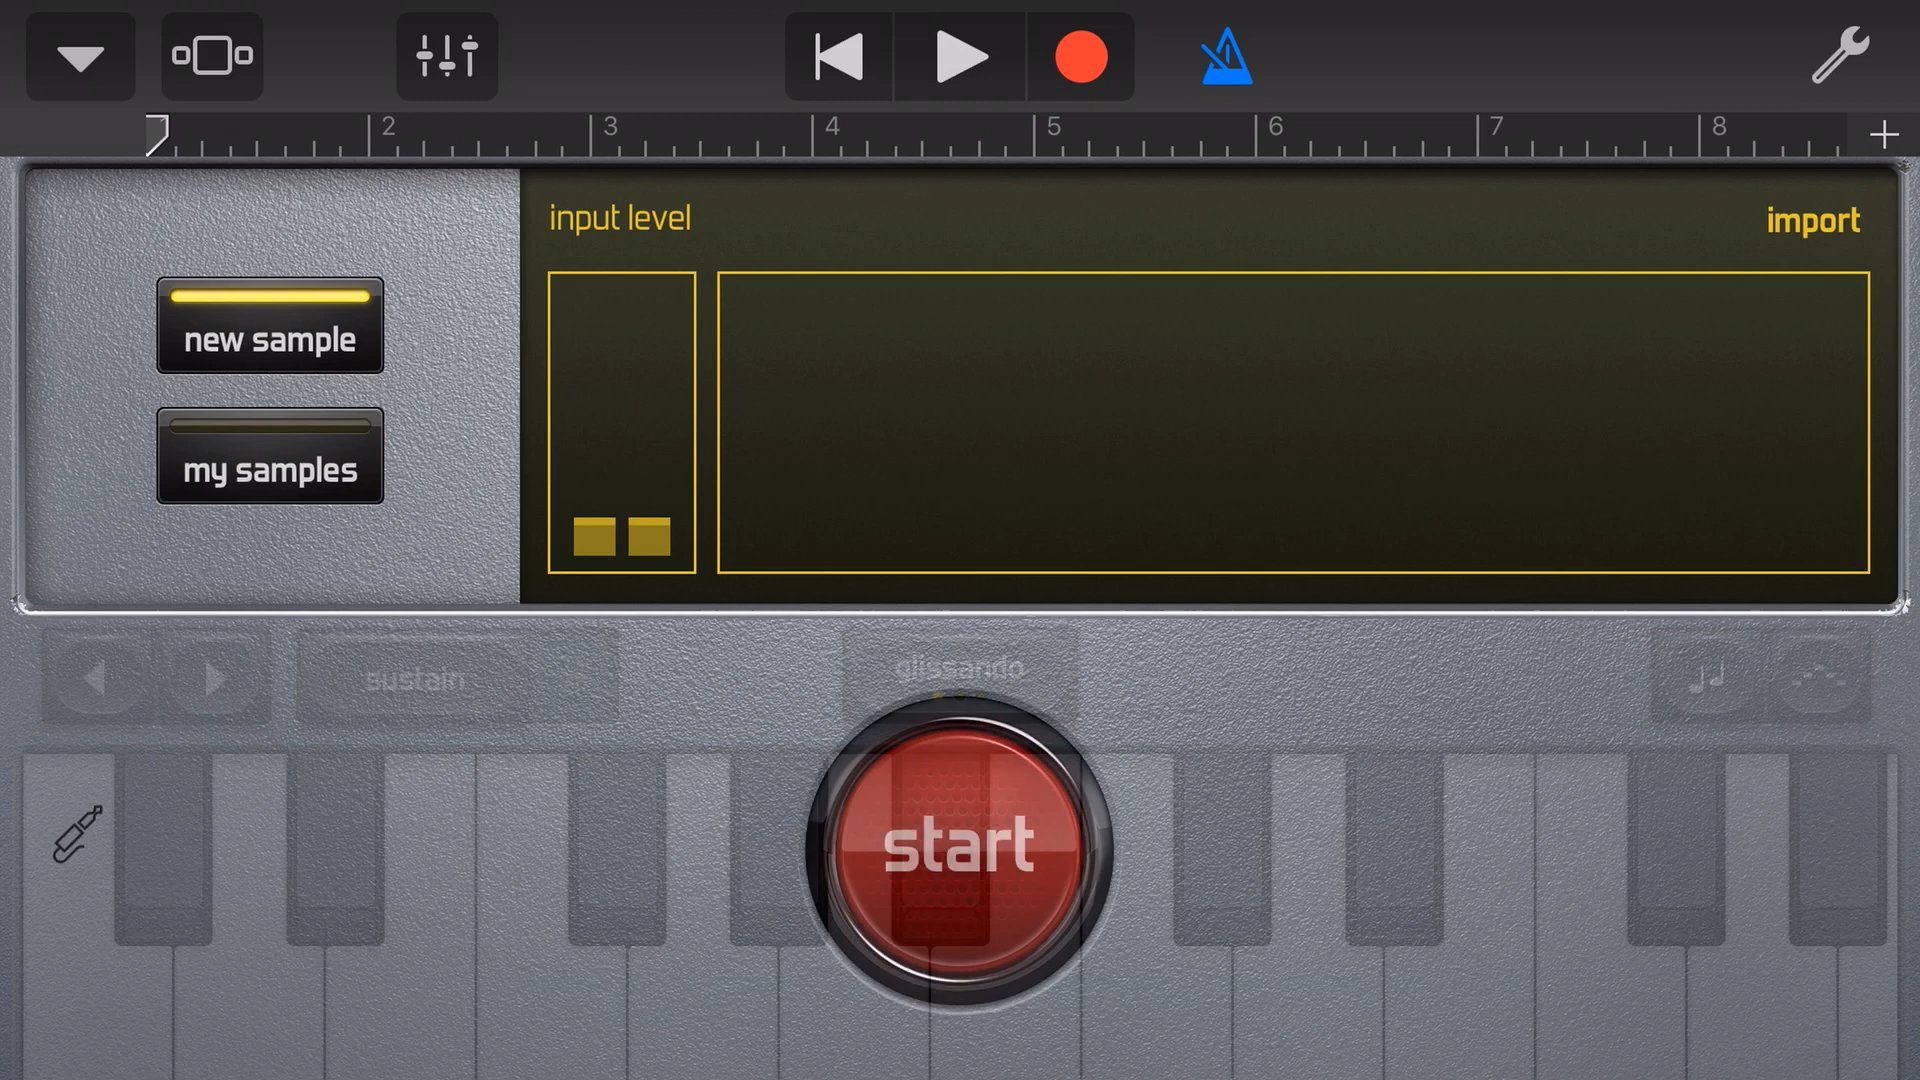 2 3 4 5 6 7 8
input level
import
new sample
my samples
sustain
glissando
start